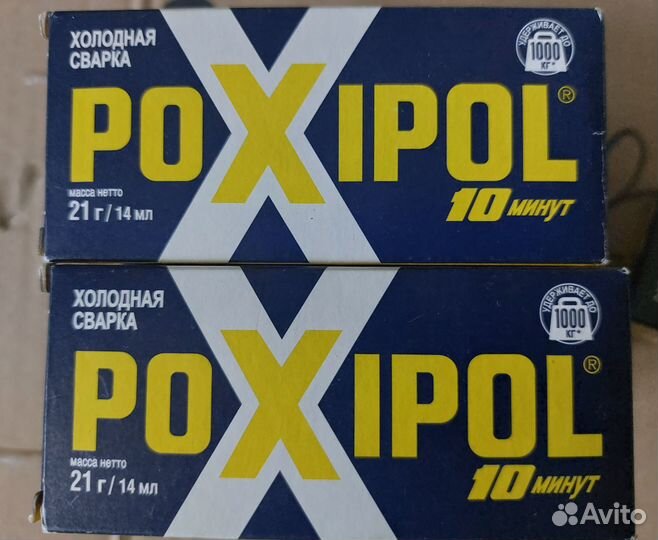 ХОЛОДНАЯ
СВАРКА
УДЕРЖИВАЕТ ДО
1000
КГ*
POXIPOL®
масса нетто
21 г/14 мл
10 минут
ХОЛОДНАЯ
СВАРКА
УДЕРЖИВАЕТ ДО
1000
КГ*
POXIPOL®
масса нетто
21 г/14 мл
10 минут
Avito